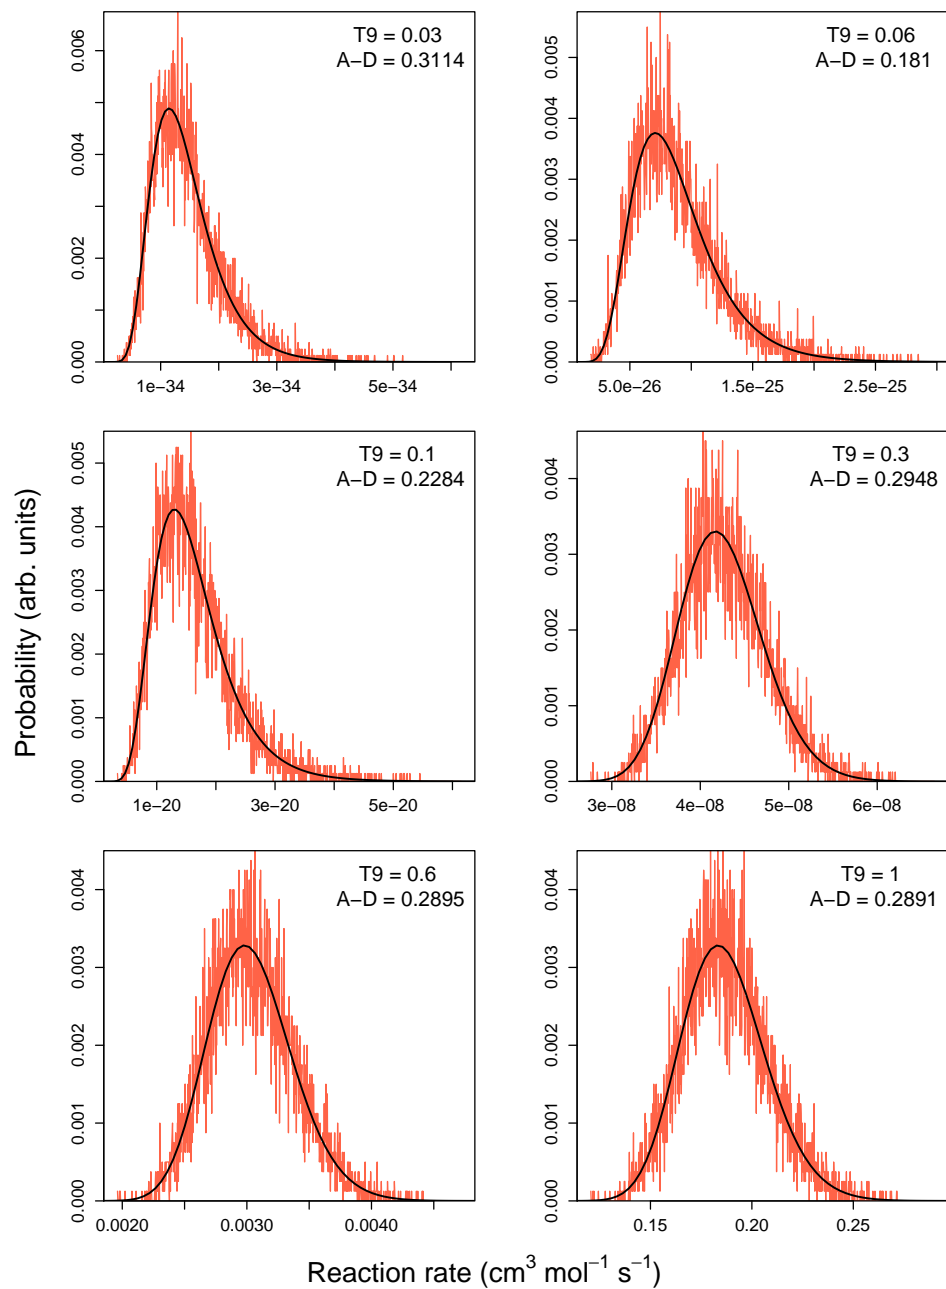 T9 = 0.03
A−D = 0.3114
0.000
0.002
0.004
0.006
1e−34
3e−34
5e−34
T9 = 0.06
A−D = 0.181
0.000
0.001
0.002
0.003
0.004
0.005
5.0e−26
1.5e−25
2.5e−25
T9 = 0.1
A−D = 0.2284
0.000
0.001
0.002
0.003
0.004
0.005
1e−20
3e−20
5e−20
T9 = 0.3
A−D = 0.2948
0.000
0.001
0.002
0.003
0.004
3e−08
4e−08
5e−08
6e−08
T9 = 0.6
A−D = 0.2895
0.000
0.001
0.002
0.003
0.004
0.0020
0.0030
0.0040
T9 = 1
A−D = 0.2891
0.000
0.001
0.002
0.003
0.004
0.15
0.20
0.25
Probability (arb. units)
Reaction rate (cm³ mol⁻¹ s⁻¹)